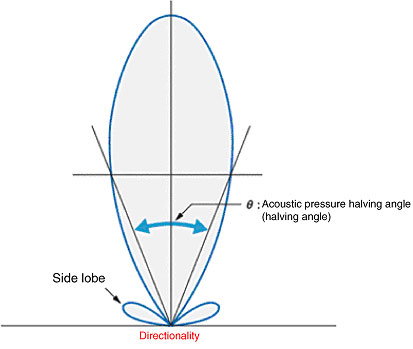 θ : Acoustic pressure halving angle
(halving angle)
Side lobe
Directionality